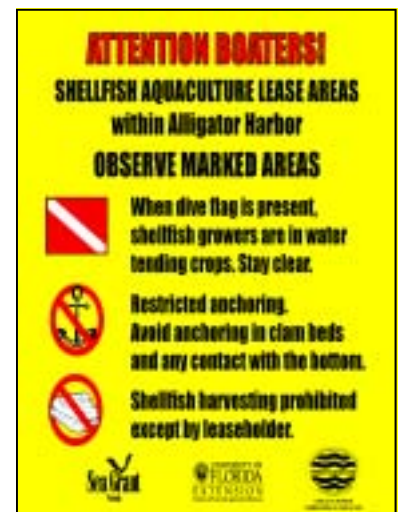 ATTENTION BOATERS!
SHELLFISH AQUACULTURE LEASE AREAS
within Alligator Harbor
OBSERVE MARKED AREAS
When dive flag is present,
shellfish growers are in water
tending crops. Stay clear.
Restricted anchoring.
Avoid anchoring in clam beds
and any contact with the bottom.
Shellfish harvesting prohibited
except by leaseholder.
Sea Grant
UNIVERSITY OF
FLORIDA
EXTENSION